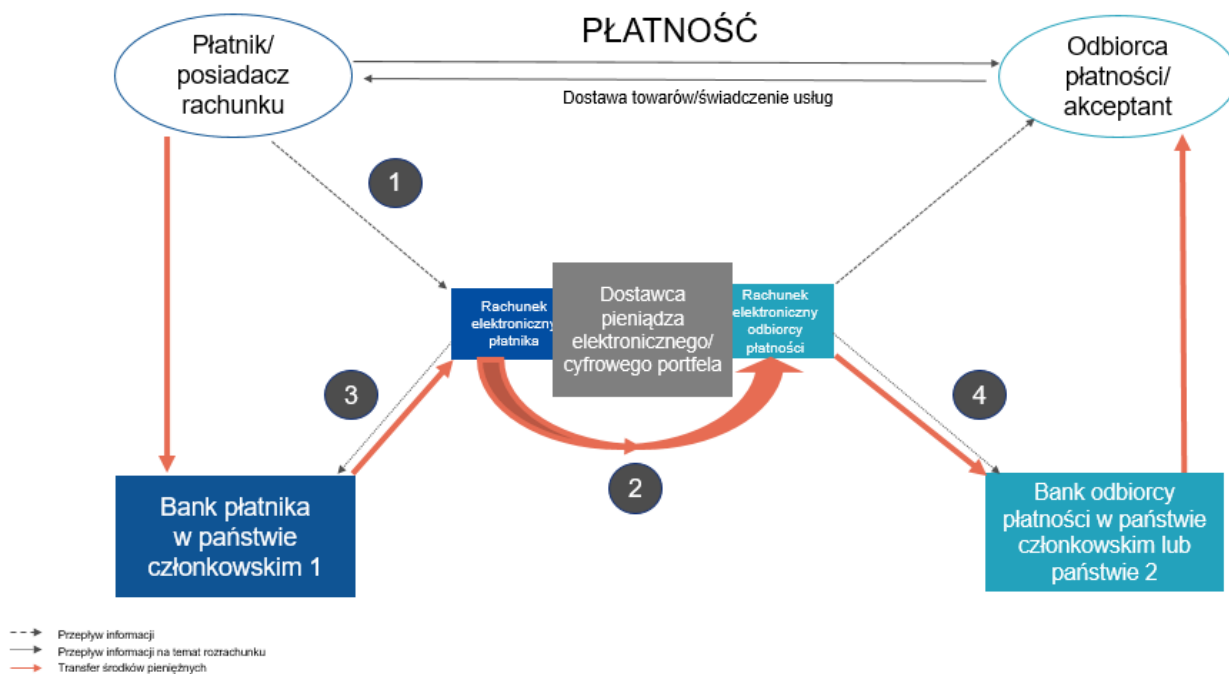 PŁATNOŚĆ
Płatnik/
posiadacz
rachunku
Odbiorca
płatności/
akceptant
Dostawa towarów/świadczenie usług
1
Rachunek
elektroniczny
płatnika
Dostawca
pieniądza
elektronicznego/
cyfrowego portfela
Rachunek
elektroniczny
odbiorcy
płatności
3
4
2
Bank płatnika
w państwie
członkowskim 1
Bank odbiorcy
płatności w państwie
członkowskim lub
państwie 2
Przepływ informacji
Przepływ informacji na temat rozrachunku
Transfer środków pieniężnych